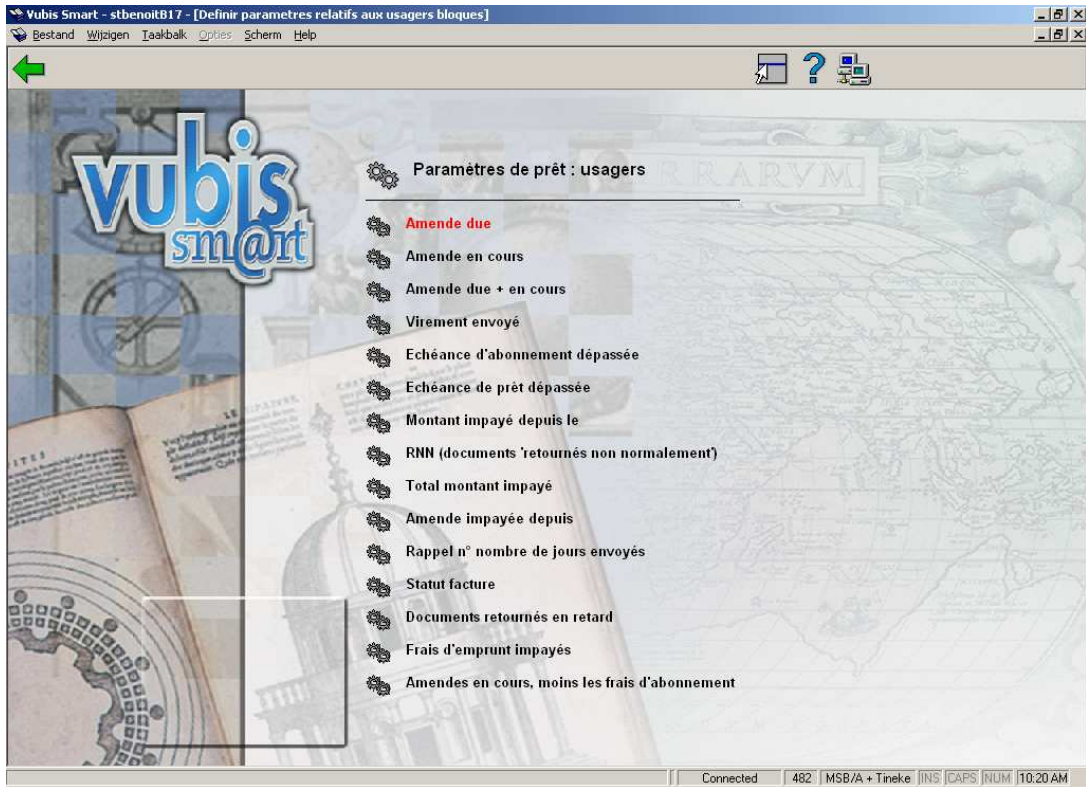 Vubis Smart - stbenoitB17 - [Definir parametres relatifs aux usagers bloques]
Bestand Wijzigen Taakbalk Opties Scherm Help
vubis
sm@rt
RRARVM
Paramètres de prêt : usagers
Amende due
Amende en cours
Amende due + en cours
Virement envoyé
Echéance d'abonnement dépassée
Echéance de prêt dépassée
Montant impayé depuis le
RNN (documents 'retournés non normalement')
Total montant impayé
Amende impayée depuis
Rappel n° nombre de jours envoyés
Statut facture
Documents retournés en retard
Frais d'emprunt impayés
Amendes en cours, moins les frais d'abonnement
Connected 482 MSB/A + Tineke INS CAPS NUM 10:20 AM